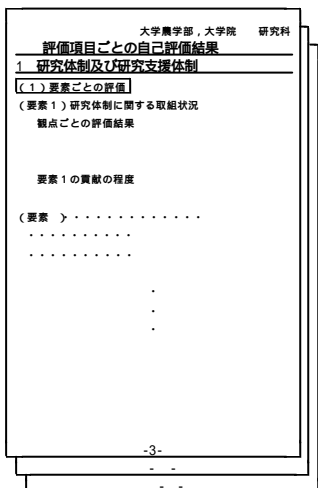 大学農学部，大学院　　研究科
評価項目ごとの自己評価結果
1　研究体制及び研究支援体制
（１）要素ごとの評価
（要素１）研究体制に関する取組状況
観点ごとの評価結果
要素１の貢献の程度
（要素　）・・・・・・・・・・・・・
・・・・・・・・・・
・・・・・・・・・・
・
・
・
-3-
-　-
-　-